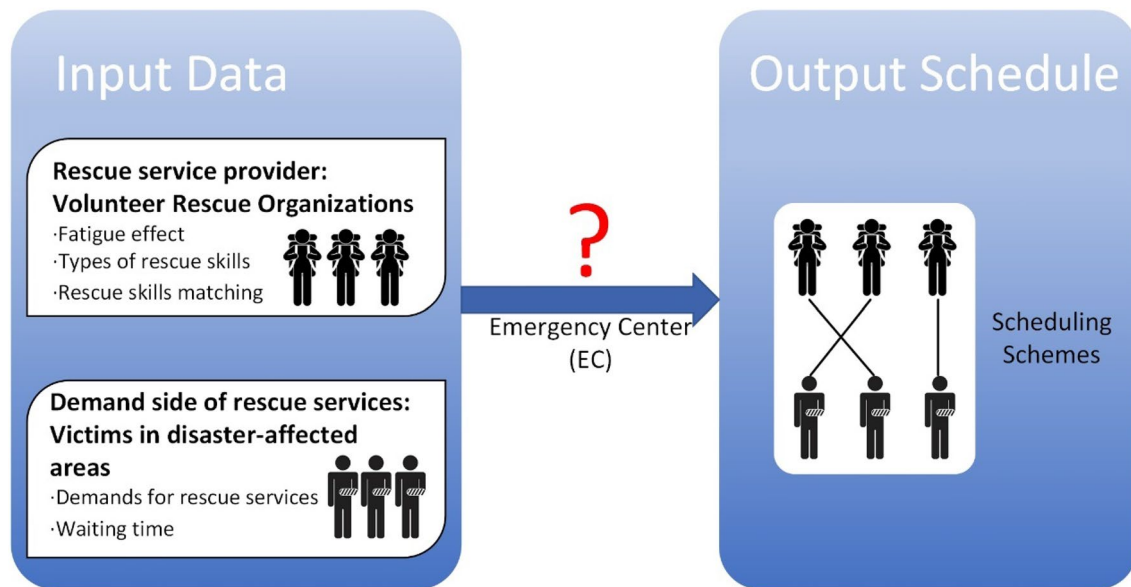 Input Data
Rescue service provider:
Volunteer Rescue Organizations
·Fatigue effect
·Types of rescue skills
·Rescue skills matching
Demand side of rescue services:
Victims in disaster-affected
areas
·Demands for rescue services
·Waiting time
?
Emergency Center
(EC)
Output Schedule
Scheduling
Schemes